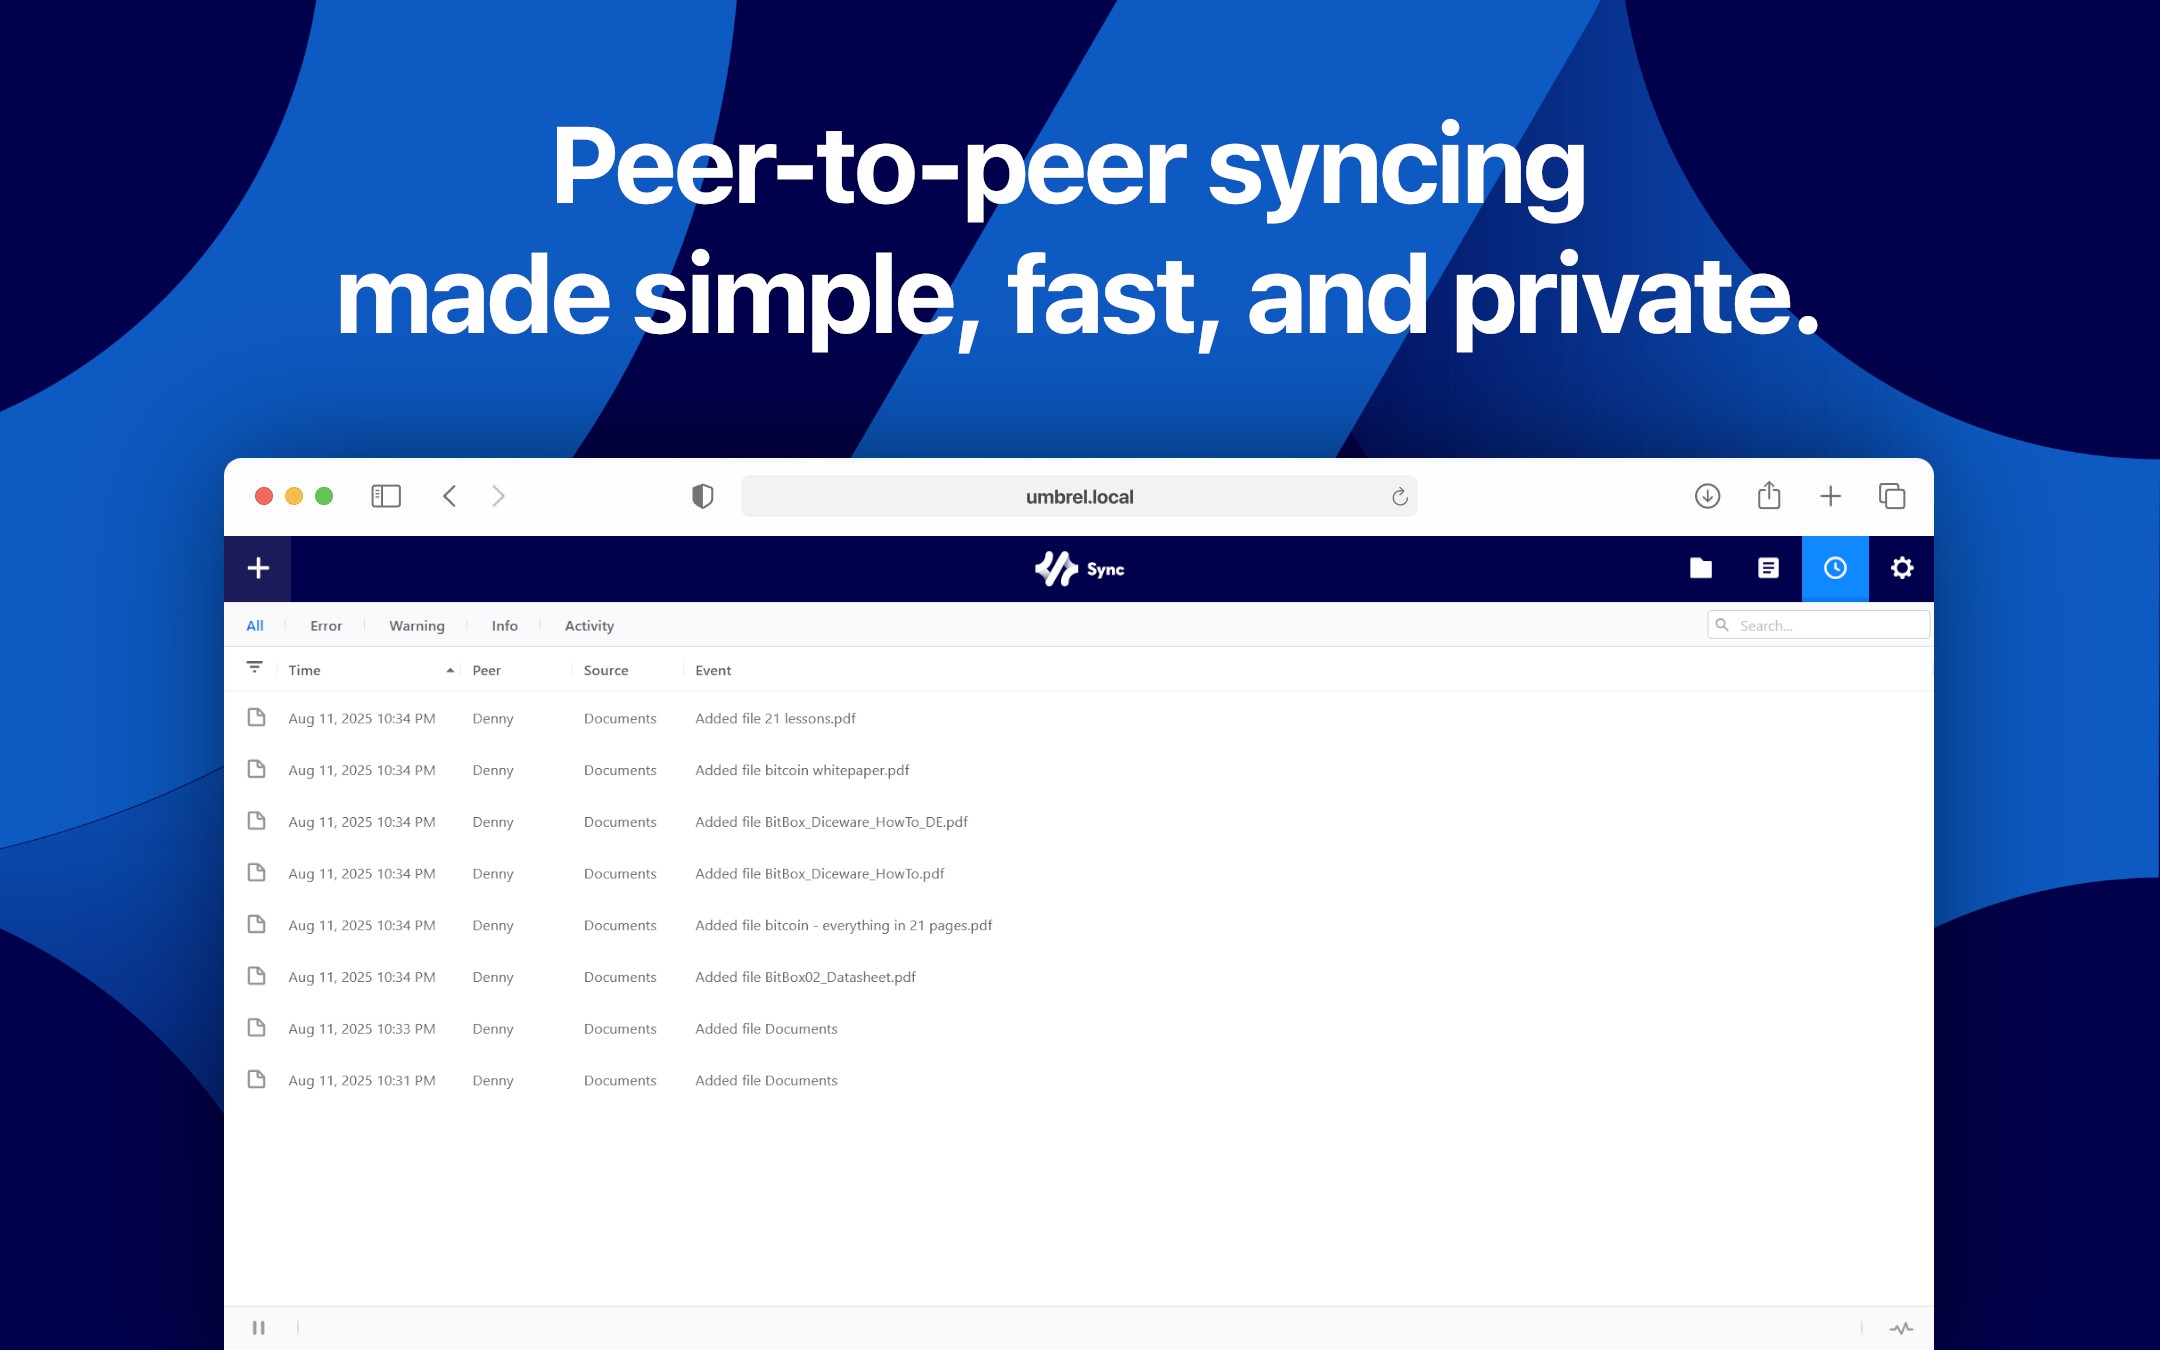 Peer-to-peer syncing
made simple, fast, and private.
umbrel.local
Sync
All Error Warning Info Activity Search...
Time Peer Source Event
Aug 11, 2025 10:34 PM Denny Documents Added file 21 lessons.pdf
Aug 11, 2025 10:34 PM Denny Documents Added file bitcoin whitepaper.pdf
Aug 11, 2025 10:34 PM Denny Documents Added file BitBox_Diceware_HowTo_DE.pdf
Aug 11, 2025 10:34 PM Denny Documents Added file BitBox_Diceware_HowTo.pdf
Aug 11, 2025 10:34 PM Denny Documents Added file bitcoin - everything in 21 pages.pdf
Aug 11, 2025 10:34 PM Denny Documents Added file BitBox02_Datasheet.pdf
Aug 11, 2025 10:33 PM Denny Documents Added file Documents
Aug 11, 2025 10:31 PM Denny Documents Added file Documents